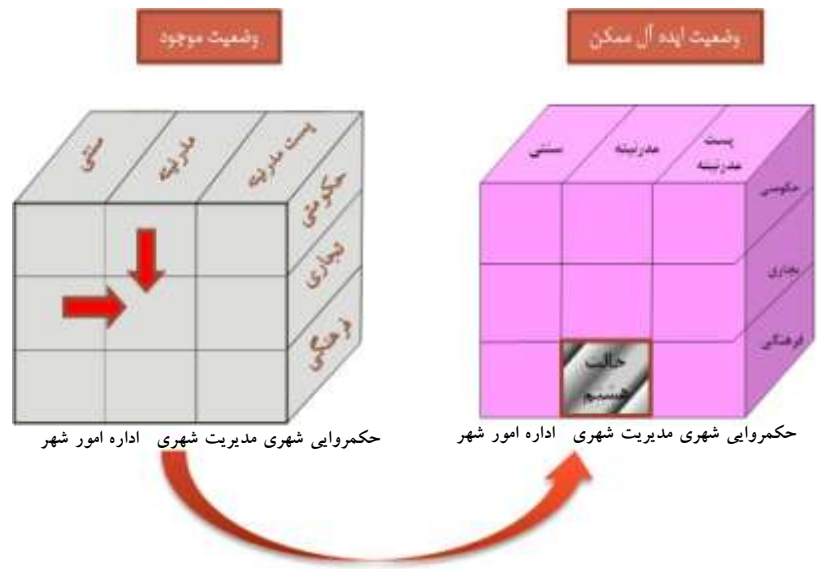 وضعیت ایده آل ممکن
وضعیت موجود
سنتی
مدرنیته
پست
مدرنیته
حکومتی
تجاری
فرهنگی
حالت
هشتم
حکمروایی شهری مدیریت شهری اداره امور شهر
سنتی
مدرنیته
پست مدرنیته
حکومتی
تجاری
فرهنگی
حکمروایی شهری مدیریت شهری اداره امور شهر